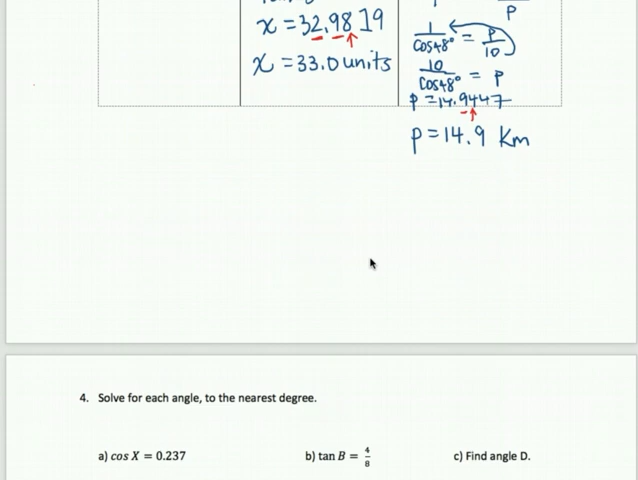 x = 32.9819
x = 33.0 units
P
1/cos48° = P/10
10/cos48° = P
P = 14.9447
p = 14.9 Km
4. Solve for each angle, to the nearest degree.
a) cos X = 0.237 b) tan B = 4/8 c) Find angle D.